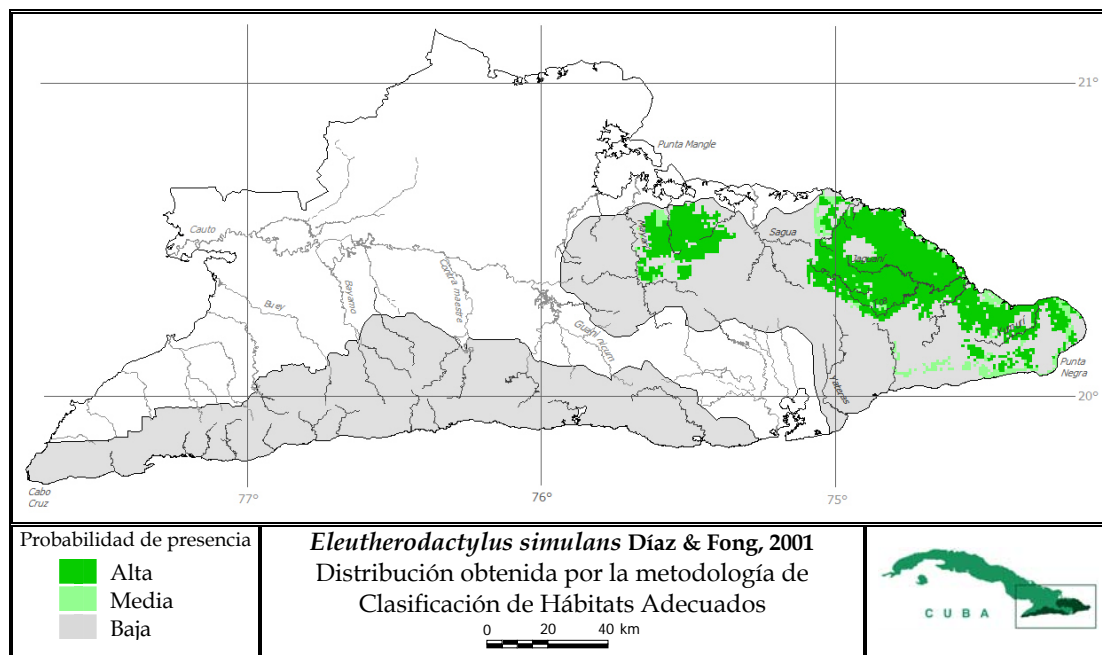 21°
Punta Mangle
Cauto
Sagua
Buey
Bayamo
Contra maestre
Punta
Negra
20°
Cabo
Cruz
77°
76°
75°
Probabilidad de presencia
Alta
Media
Baja
Eleutherodactylus simulans Díaz & Fong, 2001
Distribución obtenida por la metodología de
Clasificación de Hábitats Adecuados
0 20 40 km
CUBA